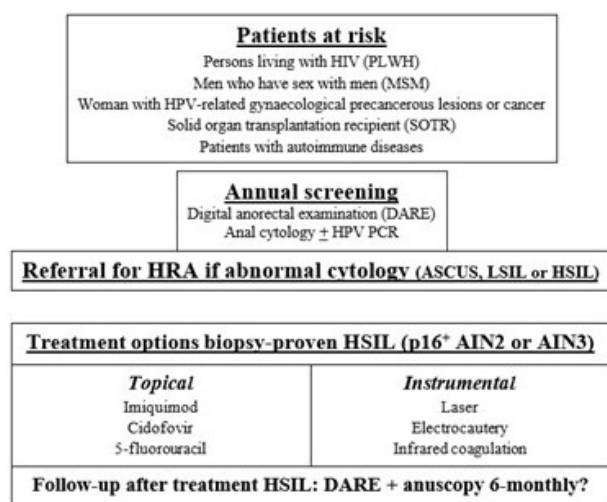 Patients at risk
Persons living with HIV (PLWH)
Men who have sex with men (MSM)
Woman with HPV-related gynaecological precancerous lesions or cancer
Solid organ transplantation recipient (SOTR)
Patients with autoimmune diseases
Annual screening
Digital anorectal examination (DARE)
Anal cytology ± HPV PCR
Referral for HRA if abnormal cytology (ASCUS, LSIL or HSIL)
Treatment options biopsy-proven HSIL (p16⁺ AIN2 or AIN3)
Topical
Imiquimod
Cidofovir
5-fluorouracil
Instrumental
Laser
Electrocautery
Infrared coagulation
Follow-up after treatment HSIL: DARE + anuscopy 6-monthly?